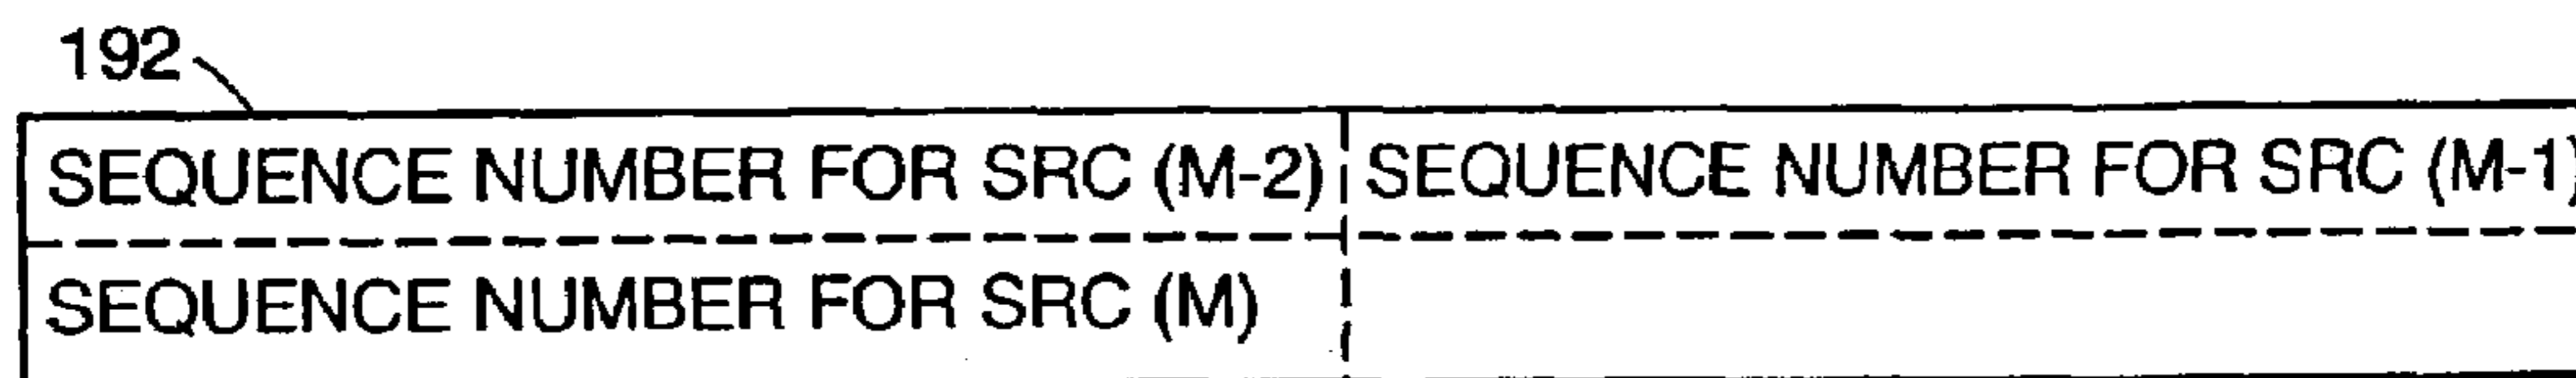 192
SEQUENCE NUMBER FOR SRC (M-2) SEQUENCE NUMBER FOR SRC (M-1)
SEQUENCE NUMBER FOR SRC (M)